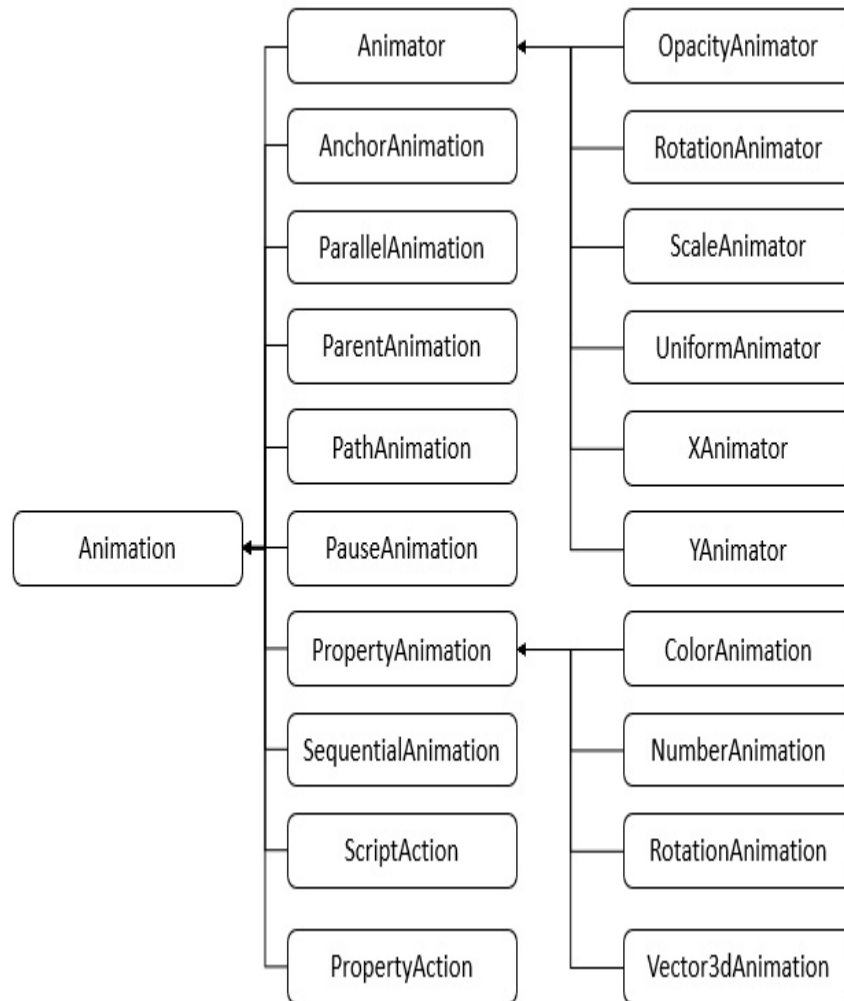 Animator
OpacityAnimator
AnchorAnimation
RotationAnimator
ParallelAnimation
ScaleAnimator
ParentAnimation
UniformAnimator
PathAnimation
XAnimator
Animation
PauseAnimation
YAnimator
PropertyAnimation
ColorAnimation
SequentialAnimation
NumberAnimation
ScriptAction
RotationAnimation
PropertyAction
Vector3dAnimation